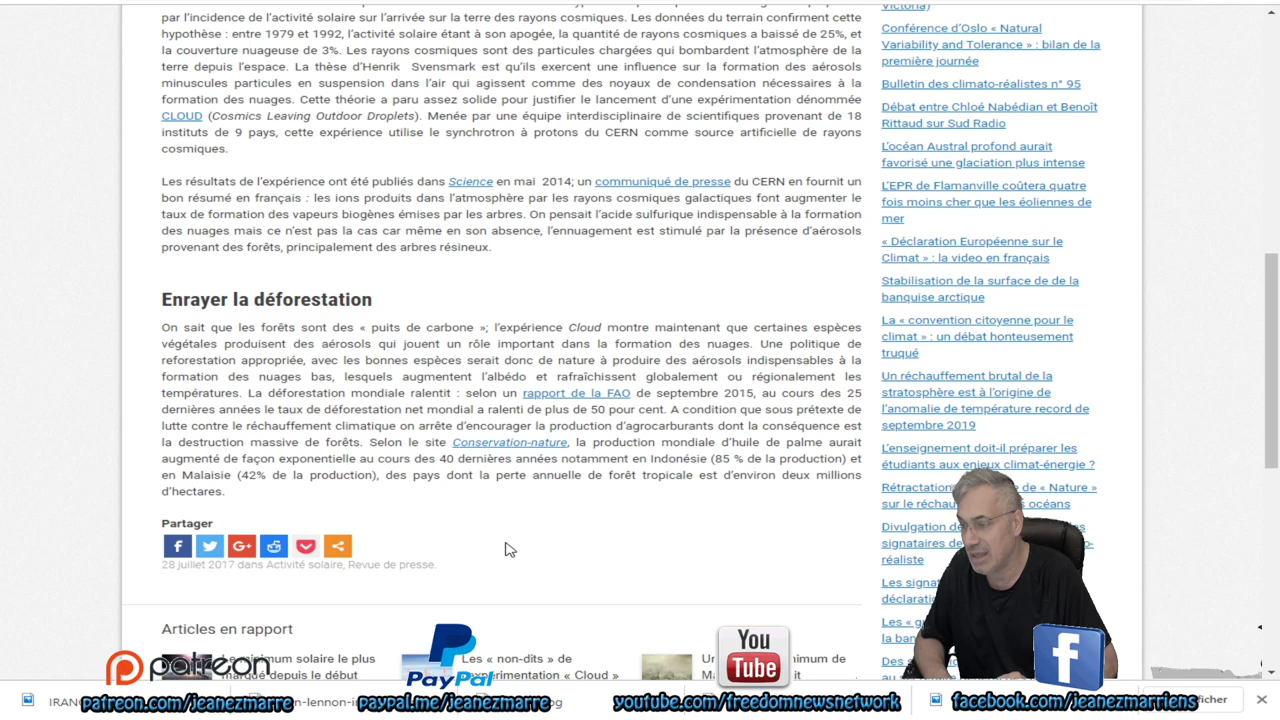 par l'incidence de l'activité solaire sur l'arrivée sur la terre des rayons cosmiques. Les données du terrain confirment cette
hypothèse : entre 1979 et 1992, l'activité solaire étant à son apogée, la quantité de rayons cosmiques a baissé de 25%, et
la couverture nuageuse de 3%. Les rayons cosmiques sont des particules chargées qui bombardent l'atmosphère de la
terre depuis l'espace. La thèse d'Henrik Svensmark est qu'ils exercent une influence sur la formation des aérosols
minuscules particules en suspension dans l'air qui agissent comme des noyaux de condensation nécessaires à la
formation des nuages. Cette théorie a paru assez solide pour justifier le lancement d'une expérimentation dénommée
CLOUD (Cosmics Leaving Outdoor Droplets). Menée par une équipe interdisciplinaire de scientifiques provenant de 18
instituts de 9 pays, cette expérience utilise le synchrotron à protons du CERN comme source artificielle de rayons
cosmiques.
Les résultats de l'expérience ont été publiés dans Science en mai 2014; un communiqué de presse du CERN en fournit un
bon résumé en français : les ions produits dans l'atmosphère par les rayons cosmiques galactiques font augmenter le
taux de formation des vapeurs biogènes émises par les arbres. On pensait l'acide sulfurique indispensable à la formation
des nuages mais ce n'est pas la cas car même en son absence, l'ennuagement est stimulé par la présence d'aérosols
provenant des forêts, principalement des arbres résineux.
Enrayer la déforestation
On sait que les forêts sont des « puits de carbone »; l'expérience Cloud montre maintenant que certaines espèces
végétales produisent des aérosols qui jouent un rôle important dans la formation des nuages. Une politique de
reforestation appropriée, avec les bonnes espèces serait donc de nature à produire des aérosols indispensables à la
formation des nuages bas, lesquels augmentent l'albédo et rafraîchissent globalement ou régionalement les
températures. La déforestation mondiale ralentit : selon un rapport de la FAO de septembre 2015, au cours des 25
dernières années le taux de déforestation net mondial a ralenti de plus de 50 pour cent. A condition que sous prétexte de
lutte contre le réchauffement climatique on arrête d'encourager la production d'agrocarburants dont la conséquence est
la destruction massive de forêts. Selon le site Conservation-nature, la production mondiale d'huile de palme aurait
augmenté de façon exponentielle au cours des 40 dernières années notamment en Indonésie (85 % de la production) et
en Malaisie (42% de la production), des pays dont la perte annuelle de forêt tropicale est d'environ deux millions
d'hectares.
Partager
28 juillet 2017 dans Activité solaire, Revue de presse.
Articles en rapport
Le minimum solaire le plus
marqué depuis le début
Les « non-dits » de
expérimentation « Cloud »
minimum de
Victoria)
Conférence d'Oslo « Natural
Variability and Tolerance » : bilan de la
première journée
Bulletin des climato-réalistes n° 95
Débat entre Chloé Nabédian et Benoît
Rittaud sur Sud Radio
L'océan Austral profond aurait
favorisé une glaciation plus intense
L'EPR de Flamanville coûtera quatre
fois moins cher que les éoliennes de
mer
« Déclaration Européenne sur le
Climat » : la video en français
Stabilisation de la surface de de la
banquise arctique
La « convention citoyenne pour le
climat » : un débat honteusement
truqué
Un réchauffement brutal de la
stratosphère est à l'origine de
l'anomalie de température record de
septembre 2019
L'enseignement doit-il préparer les
étudiants aux enjeux climat-énergie ?
Rétractation de « Nature »
sur le réchau océans
Divulgation de
signataires de
réaliste
Les signa
déclaration
Les «
la ban
Des
patreon
PayPal
You
Tube
f
IRAN
patreon.com/jeanezmarre
paypal.me/jeanezmarre
youtube.com/freedomnewsnetwork
facebook.com/jeanezmarriens
ficher